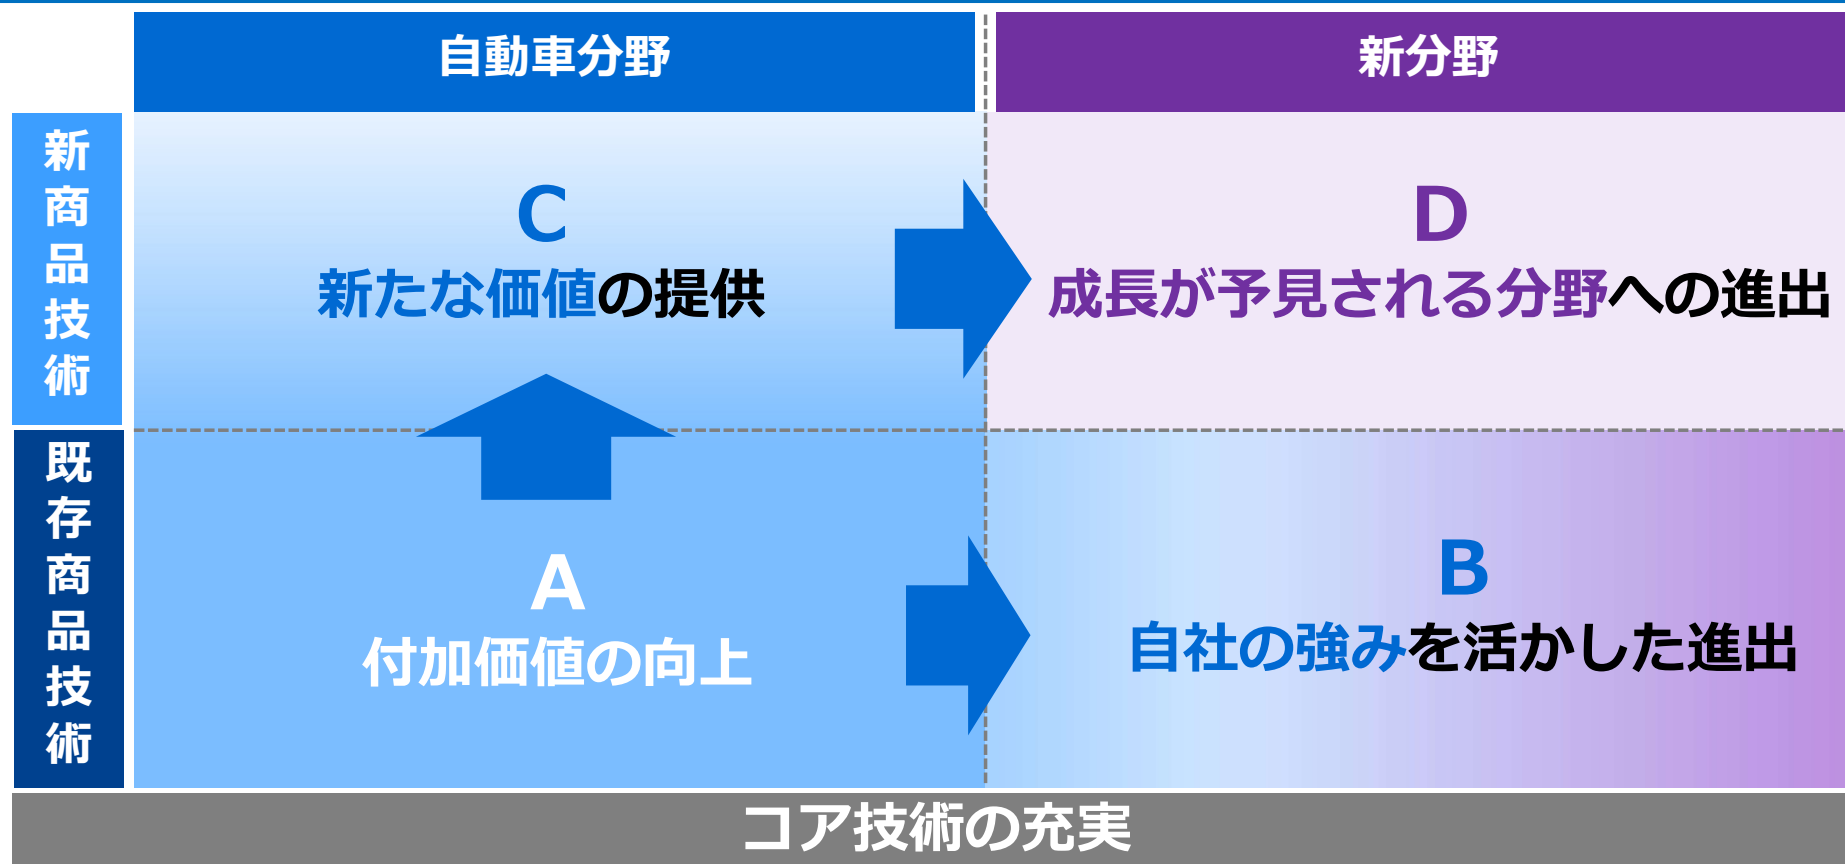 自動車分野
新分野
新商品技術
C
新たな価値の提供
D
成長が予見される分野への進出
既存商品技術
A
付加価値の向上
B
自社の強みを活かした進出
コア技術の充実